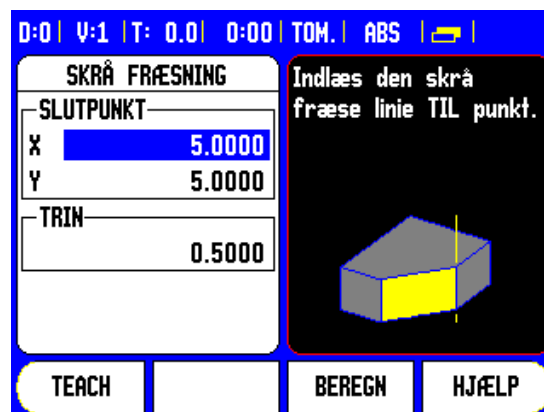 D:0 | V:1 | T: 0.0 | 0:00 | TOM. | ABS |
SKRÅ FRÆSNING
SLUTPUNKT
X 5.0000
Y 5.0000
TRIN
0.5000
Indlæs den skrå
fræse linie TIL punkt.
TEACH BEREGN HJÆLP